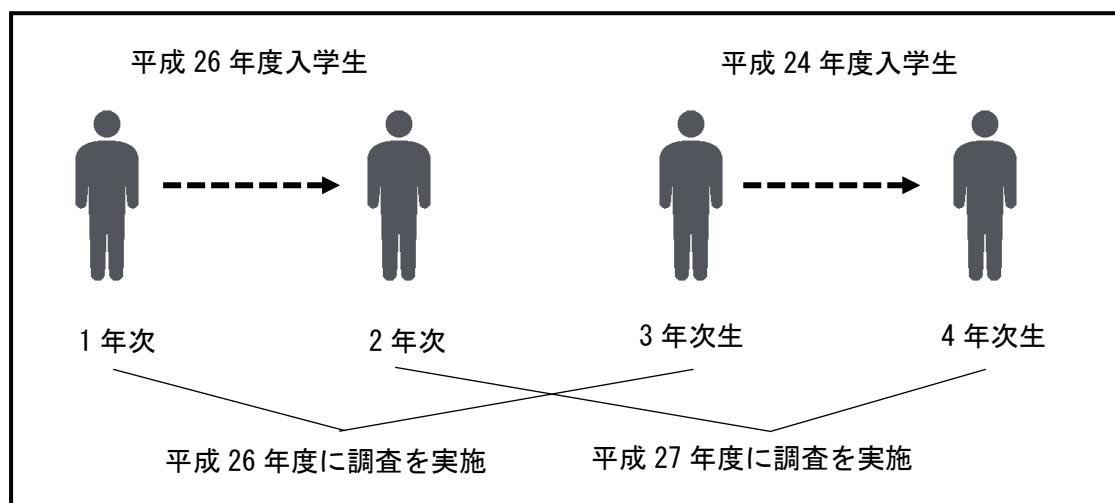 平成 26 年度入学生
平成 24 年度入学生
1 年次
2 年次
3 年次生
4 年次生
平成 26 年度に調査を実施
平成 27 年度に調査を実施